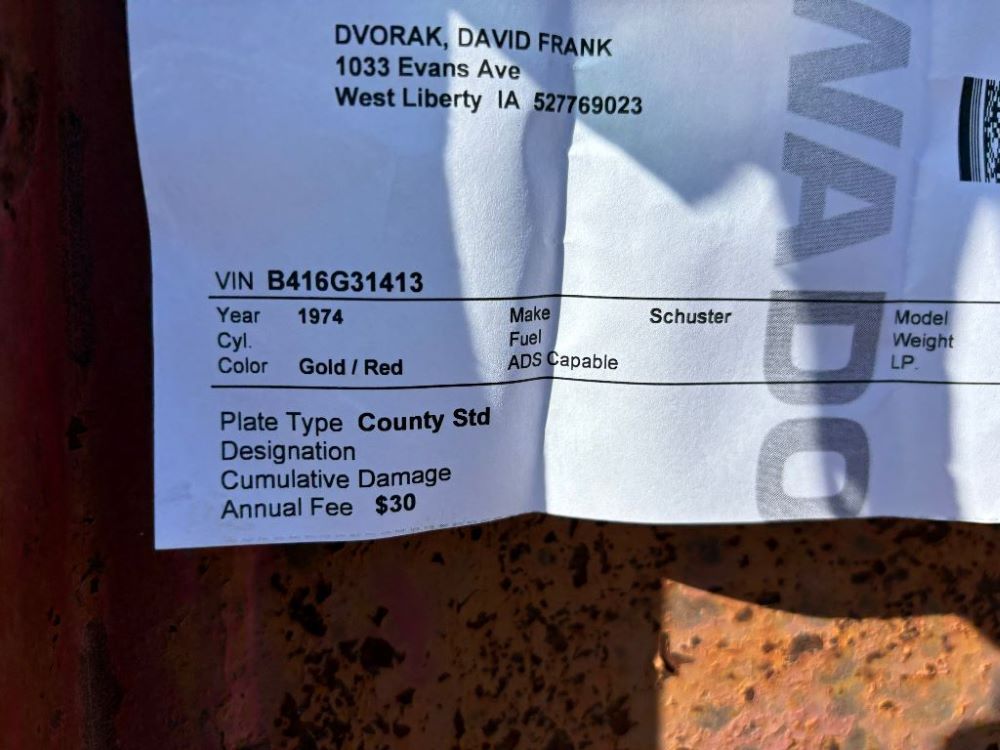 DVORAK, DAVID FRANK
1033 Evans Ave
West Liberty IA 527769023
VIN B416G31413
Year 1974 Make Schuster Model
Cyl. Fuel Weight
Color Gold / Red ADS Capable LP.
Plate Type County Std
Designation
Cumulative Damage
Annual Fee $30
WADO